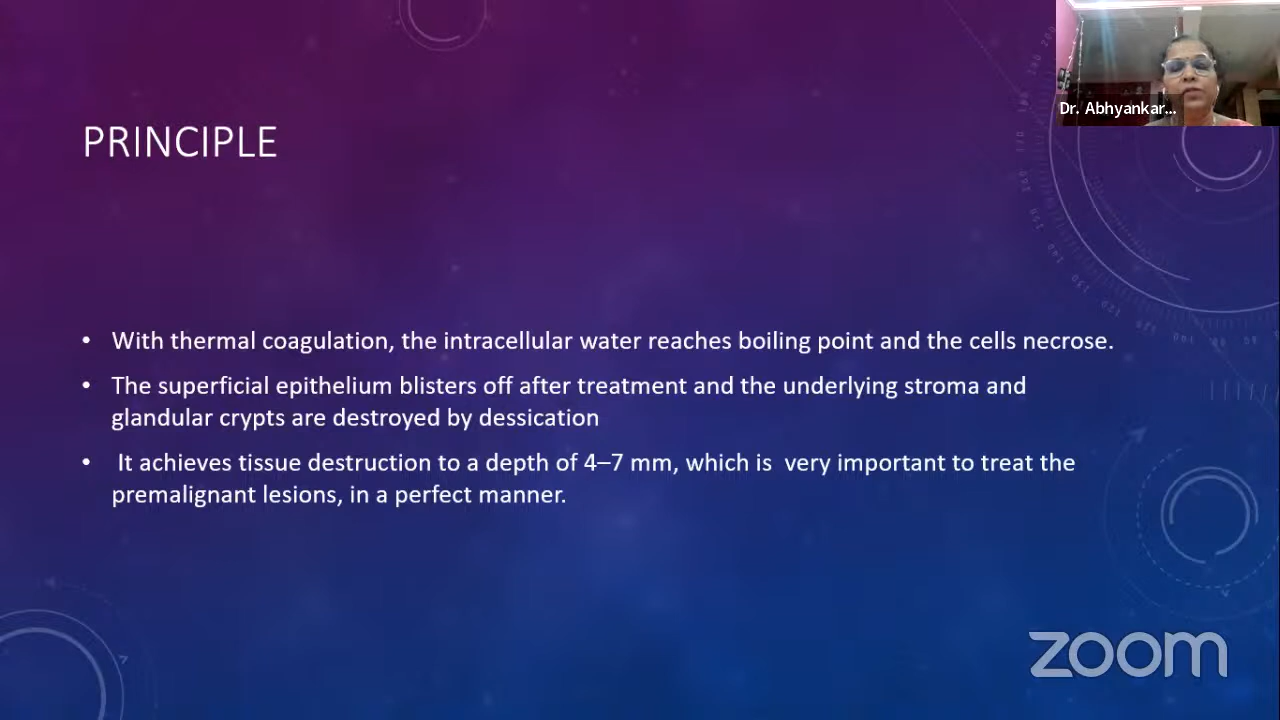 Dr. Abhyankar...
PRINCIPLE
• With thermal coagulation, the intracellular water reaches boiling point and the cells necrose.
• The superficial epithelium blisters off after treatment and the underlying stroma and
glandular crypts are destroyed by dessication
• It achieves tissue destruction to a depth of 4–7 mm, which is very important to treat the
premalignant lesions, in a perfect manner.
zoom